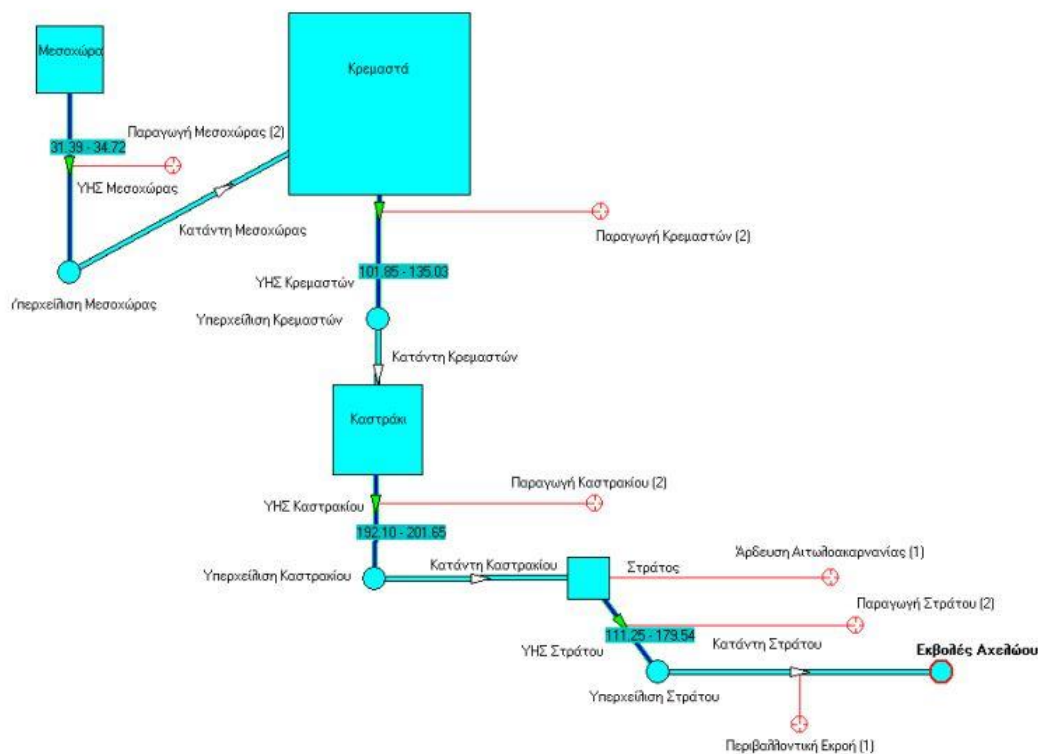 Μεσοχώρα
Κρεμαστά
Παραγωγή Μεσοχώρας (2)
31.39 - 34.72
ΥΗΣ Μεσοχώρας
Κατάντη Μεσοχώρας
Παραγωγή Κρεμαστών (2)
101.85 - 135.03
ΥΗΣ Κρεμαστών
Υπερχείλιση Μεσοχώρας
Υπερχείλιση Κρεμαστών
Κατάντη Κρεμαστών
Καστράκι
Παραγωγή Καστρακίου (2)
ΥΗΣ Καστρακίου
192.10 - 201.65
Άρδευση Αιτωλοακαρνανίας (1)
Κατάντη Καστρακίου
Στράτος
Υπερχείλιση Καστρακίου
Παραγωγή Στράτου (2)
111.25 - 179.54
Κατάντη Στράτου
ΥΗΣ Στράτου
Εκβολές Αχελώου
Υπερχείλιση Στράτου
Περιβαλλοντική Εκροή (1)